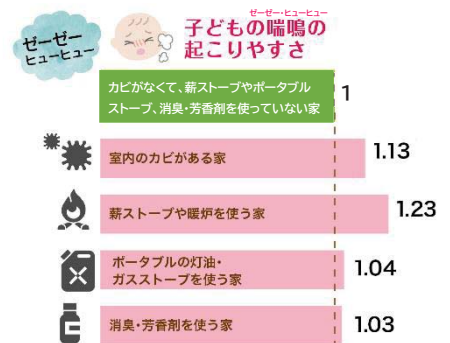 ゼーゼー
ヒューヒュー
ゼーゼー・ヒューヒュー
子どもの喘鳴の
起こりやすさ
カビがなくて、薪ストーブやポータブル
ストーブ、消臭・芳香剤を使っていない家
1
室内のカビがある家
1.13
薪ストーブや暖炉を使う家
1.23
ポータブルの灯油・
ガスストーブを使う家
1.04
消臭・芳香剤を使う家
1.03